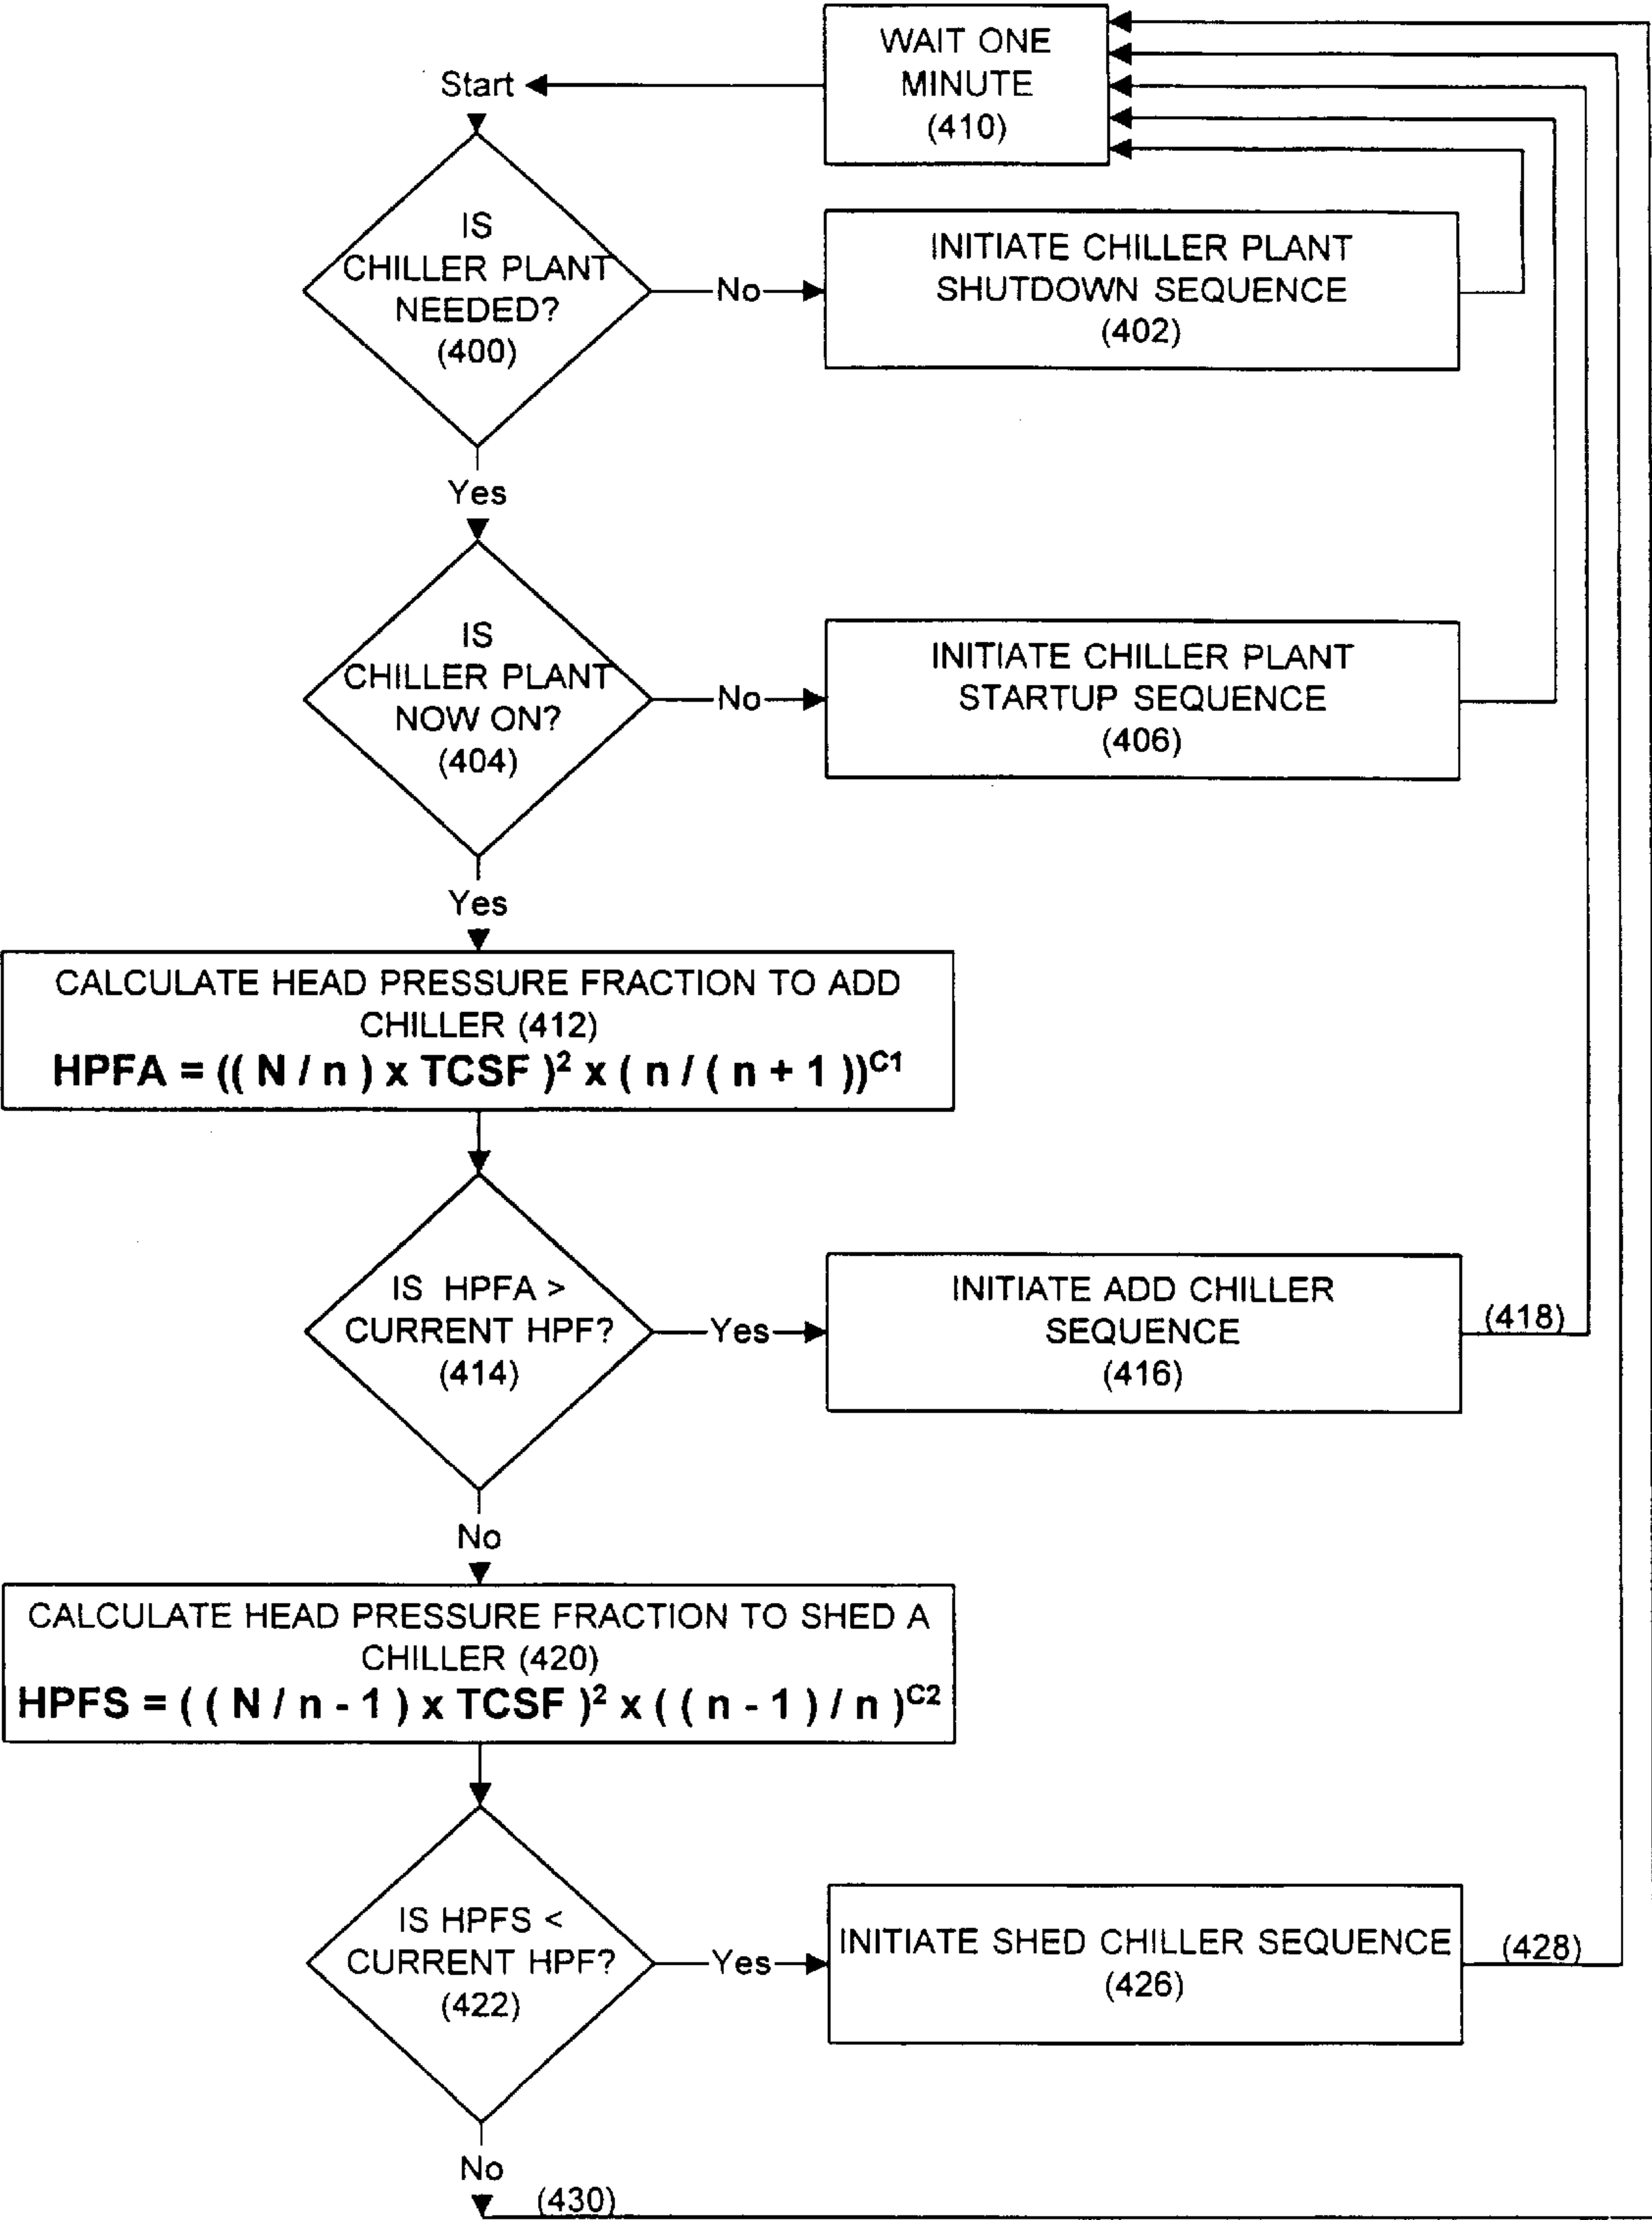 WAIT ONE
MINUTE
(410)
Start
IS
CHILLER PLANT
NEEDED?
(400)
No
INITIATE CHILLER PLANT
SHUTDOWN SEQUENCE
(402)
Yes
IS
CHILLER PLANT
NOW ON?
(404)
No
INITIATE CHILLER PLANT
STARTUP SEQUENCE
(406)
Yes
CALCULATE HEAD PRESSURE FRACTION TO ADD
CHILLER (412)
HPFA = (( N / n ) x TCSF )² x ( n / ( n + 1 ))^C1
IS HPFA >
CURRENT HPF?
(414)
Yes
INITIATE ADD CHILLER
SEQUENCE
(416)
(418)
No
CALCULATE HEAD PRESSURE FRACTION TO SHED A
CHILLER (420)
HPFS = ( ( N / n - 1 ) x TCSF )² x ( ( n - 1 ) / n )^C2
IS HPFS <
CURRENT HPF?
(422)
Yes
INITIATE SHED CHILLER SEQUENCE
(426)
(428)
No
(430)